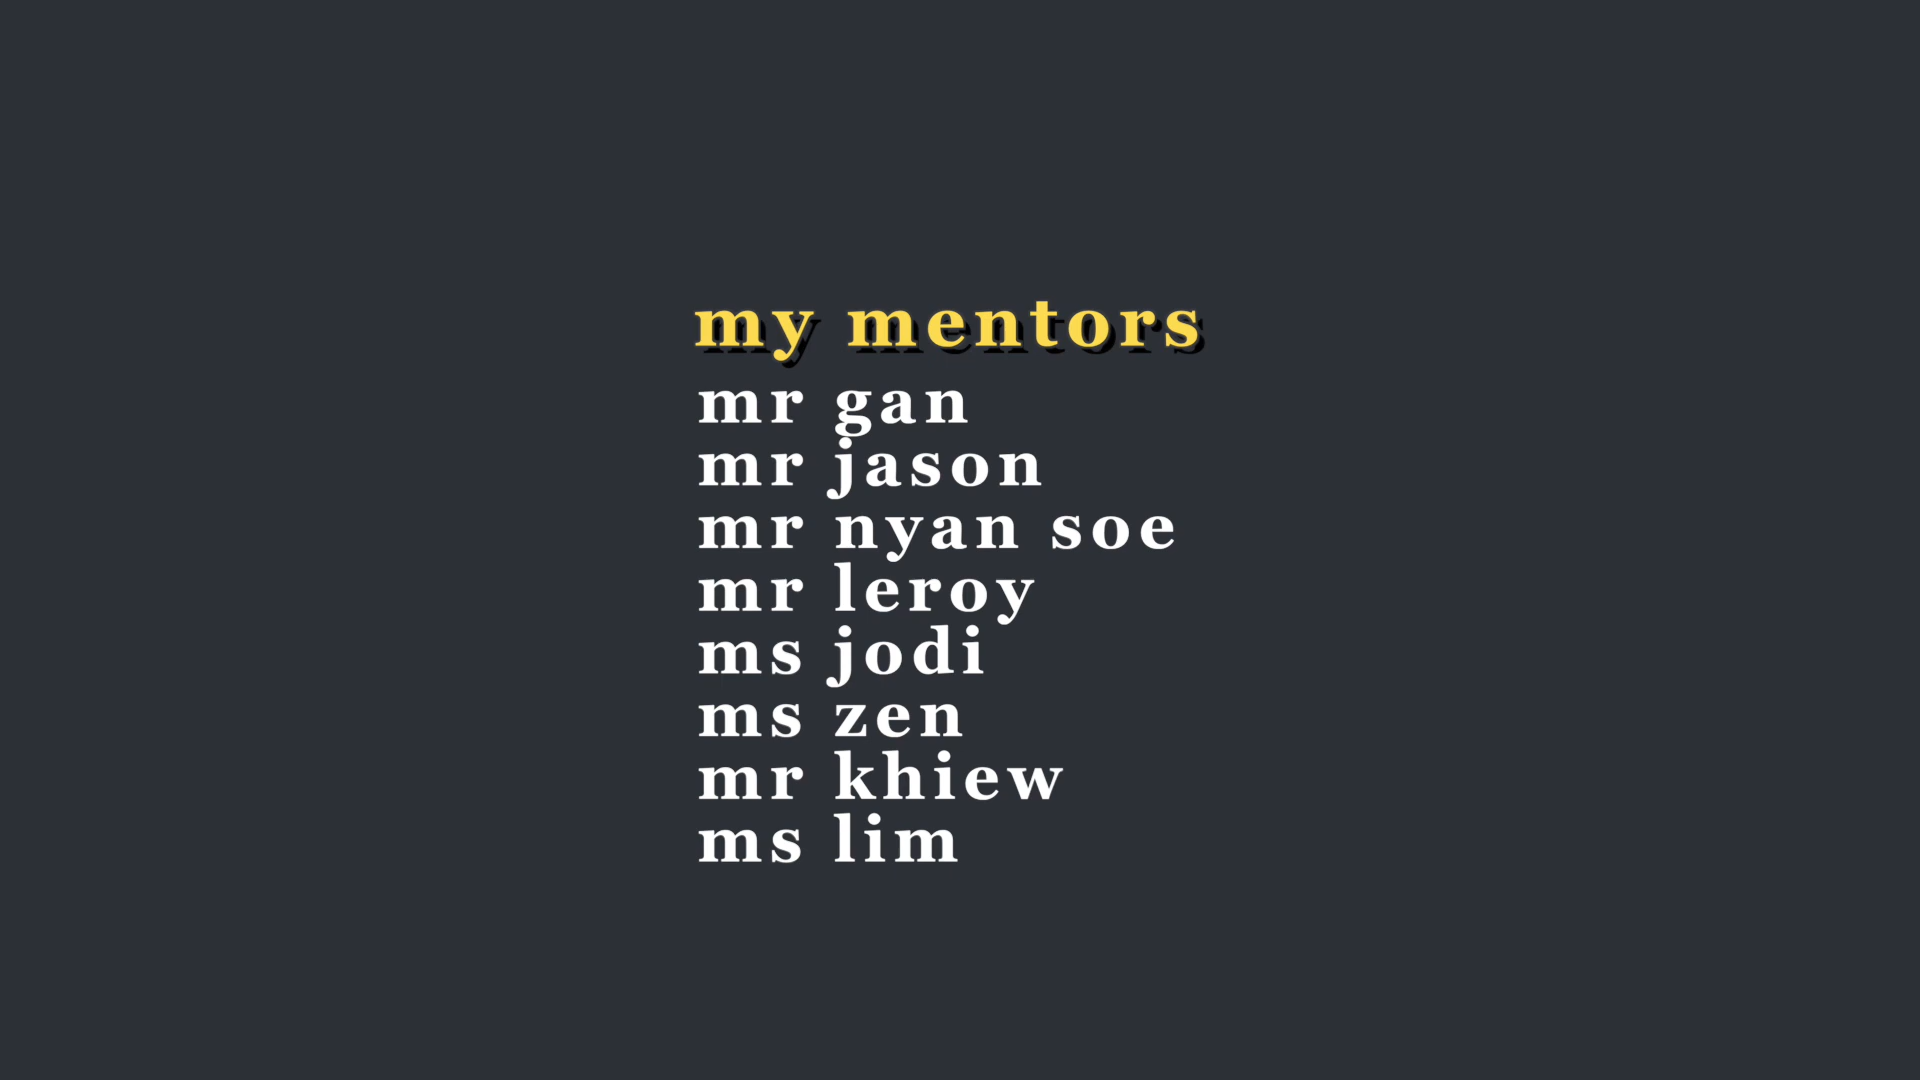 my mentors
mr gan
mr jason
mr nyan soe
mr leroy
ms jodi
ms zen
mr khiew
ms lim